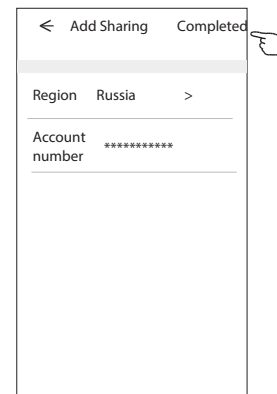 Add Sharing Completed
Region Russia >
Account
number ***********